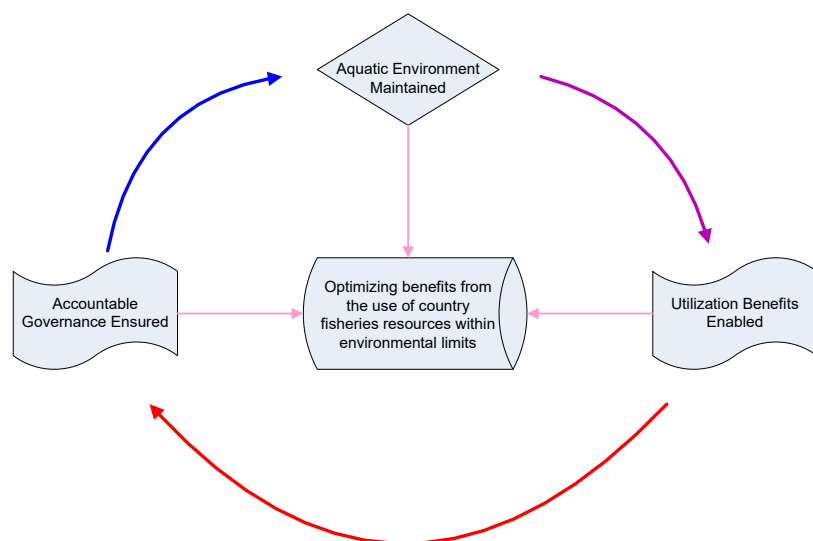 Aquatic Environment
Maintained
Accountable
Governance Ensured
Optimizing benefits from
the use of country
fisheries resources within
environmental limits
Utilization Benefits
Enabled